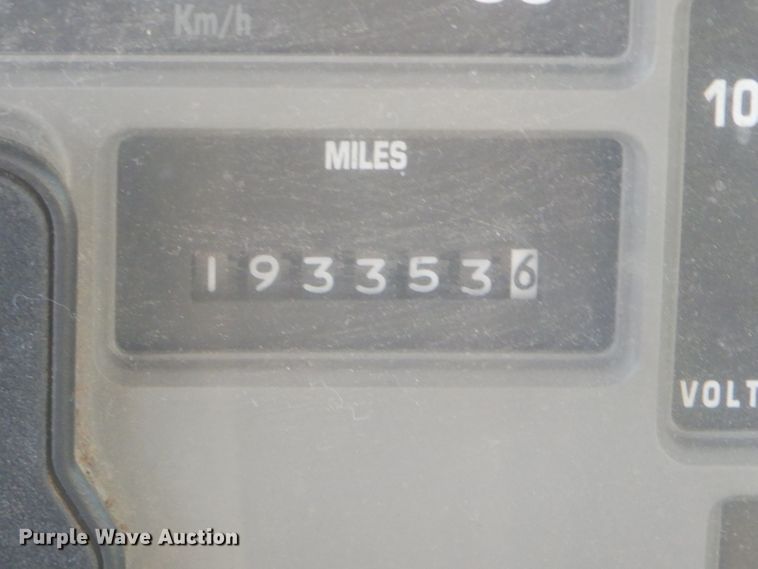 Km/h
MILES
1933536
10
VOLT
Purple Wave Auction